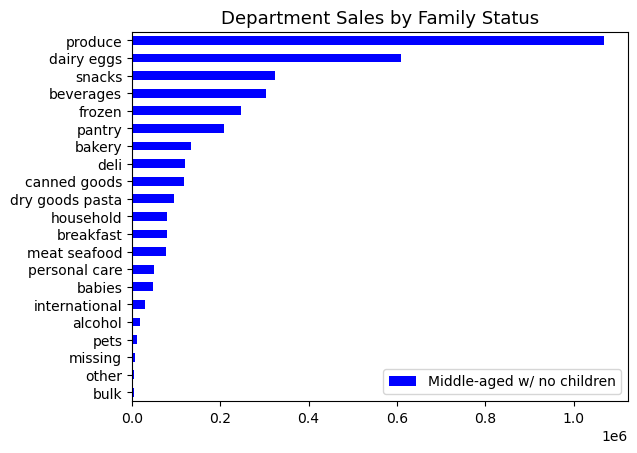 Department Sales by Family Status
produce
dairy eggs
snacks
beverages
frozen
pantry
bakery
deli
canned goods
dry goods pasta
household
breakfast
meat seafood
personal care
babies
international
alcohol
pets
missing
other
bulk
Middle-aged w/ no children
0.0 0.2 0.4 0.6 0.8 1.0
1e6